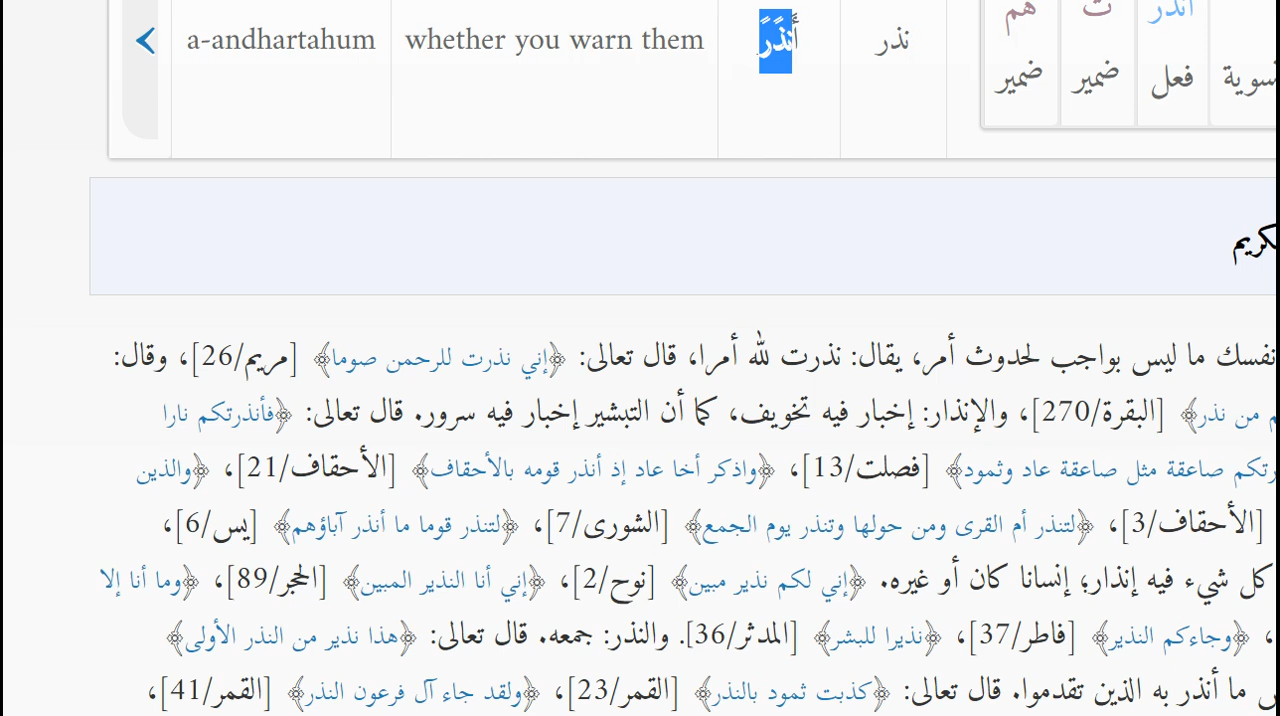 أنذر ت هم
نذر أَنذَرَ whether you warn them a-andhartahum
فعل ضمير ضمير
نفسك ما ليس بواجب لحدوث أمر، يقال: نذرت لله أمرا، قال تعالى: ﴿إني نذرت للرحمن صوما﴾ [مريم/26]، وقال:
من نذر﴾ [البقرة/270]، والإنذار: إخبار فيه تخويف، كما أن التبشير إخبار فيه سرور. قال تعالى: ﴿فأنذرتكم نارا
صاعقة مثل صاعقة عاد وثمود﴾ [فصلت/13]، ﴿واذكر أخا عاد إذ أنذر قومه بالأحقاف﴾ [الأحقاف/21]، ﴿والذين
[الأحقاف/3]، ﴿لتنذر أم القرى ومن حولها وتنذر يوم الجمع﴾ [الشورى/7]، ﴿لتنذر قوما ما أنذر آباؤهم﴾ [يس/6]،
كل شيء فيه إنذار؛ إنسانا كان أو غيره. ﴿إني لكم نذير مبين﴾ [نوح/2]، ﴿إني أنا النذير المبين﴾ [الحجر/89]، ﴿وما أنا إلا
، ﴿وجاءكم النذير﴾ [فاطر/37]، ﴿نذيرا للبشر﴾ [المدثر/36]. والنذر: جمعه. قال تعالى: ﴿هذا نذير من النذر الأولى﴾
ما أنذر به الذين تقدموا. قال تعالى: ﴿كذبت ثمود بالنذر﴾ [القمر/23]، ﴿ولقد جاء آل فرعون النذر﴾ [القمر/41]،